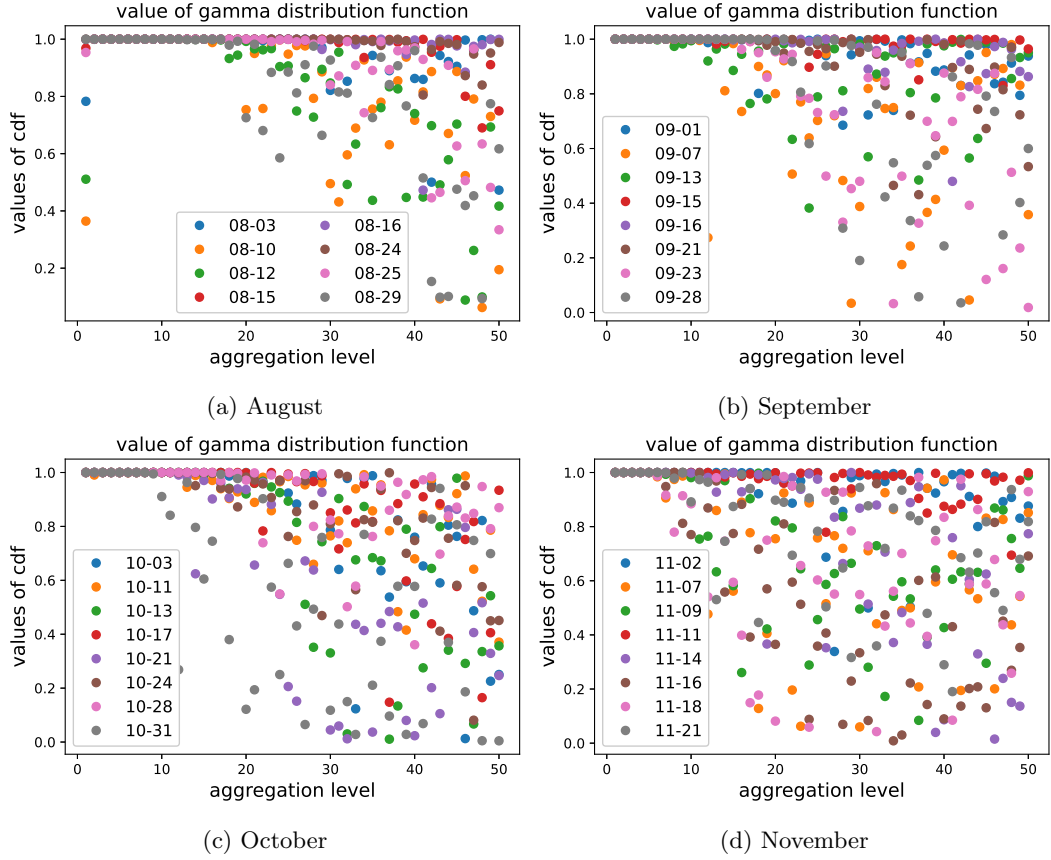 value of gamma distribution function
values of cdf
1.0
0.8
0.6
0.4
0.2
08-03 08-16
08-10 08-24
08-12 08-25
08-15 08-29
0 10 20 30 40 50
aggregation level
(a) August
value of gamma distribution function
values of cdf
1.0
0.8
0.6
0.4
0.2
0.0
09-01
09-07
09-13
09-15
09-16
09-21
09-23
09-28
0 10 20 30 40 50
aggregation level
(b) September
value of gamma distribution function
values of cdf
1.0
0.8
0.6
0.4
0.2
0.0
10-03
10-11
10-13
10-17
10-21
10-24
10-28
10-31
0 10 20 30 40 50
aggregation level
(c) October
value of gamma distribution function
values of cdf
1.0
0.8
0.6
0.4
0.2
0.0
11-02
11-07
11-09
11-11
11-14
11-16
11-18
11-21
0 10 20 30 40 50
aggregation level
(d) November